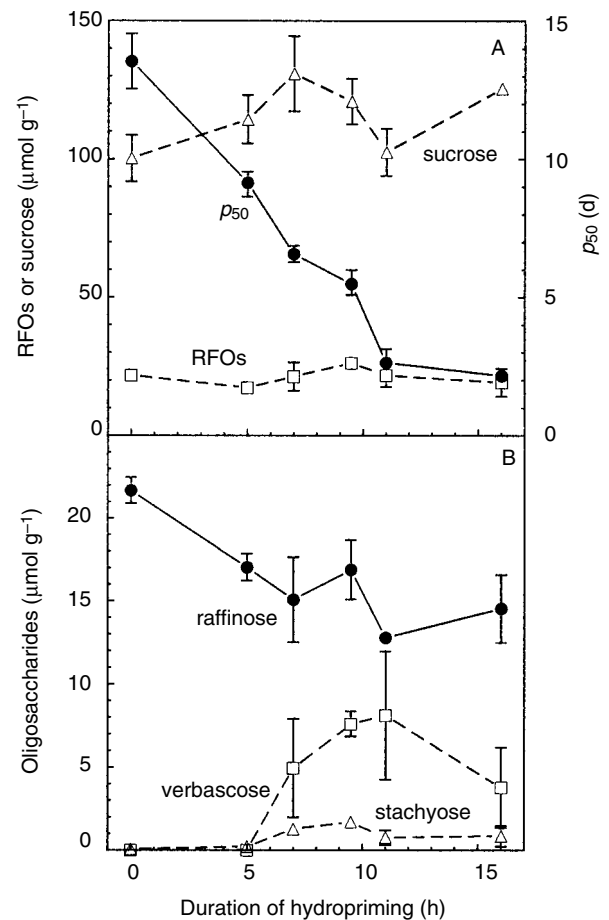 150
100
50
0
RFOs or sucrose (μmol g⁻¹)
A
sucrose
p₅₀
RFOs
15
10
5
0
p₅₀ (d)
B
20
15
10
5
0
Oligosaccharides (μmol g⁻¹)
raffinose
verbascose
stachyose
0 5 10 15
Duration of hydropriming (h)